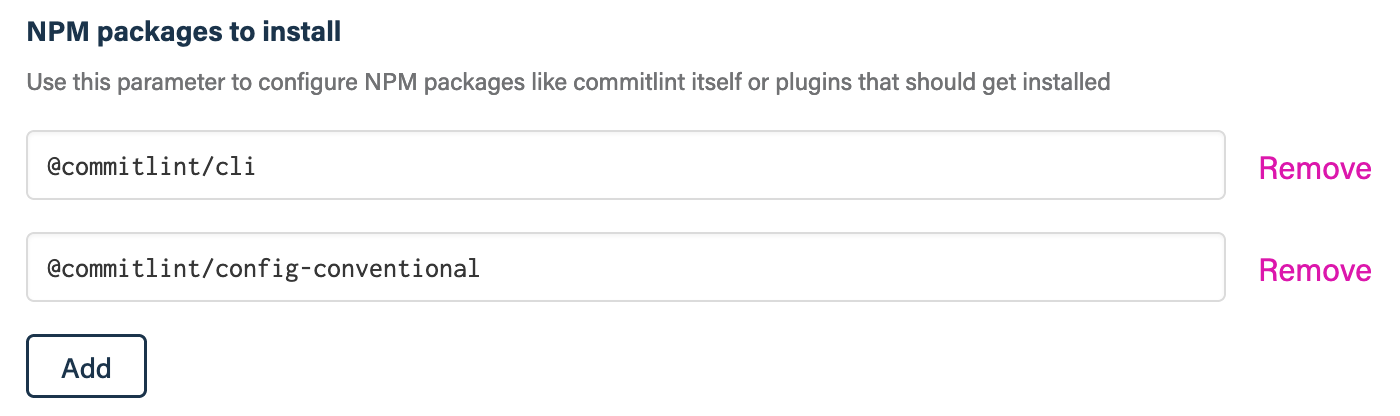 NPM packages to install
Use this parameter to configure NPM packages like commitlint itself or plugins that should get installed
@commitlint/cli
Remove
@commitlint/config-conventional
Remove
Add